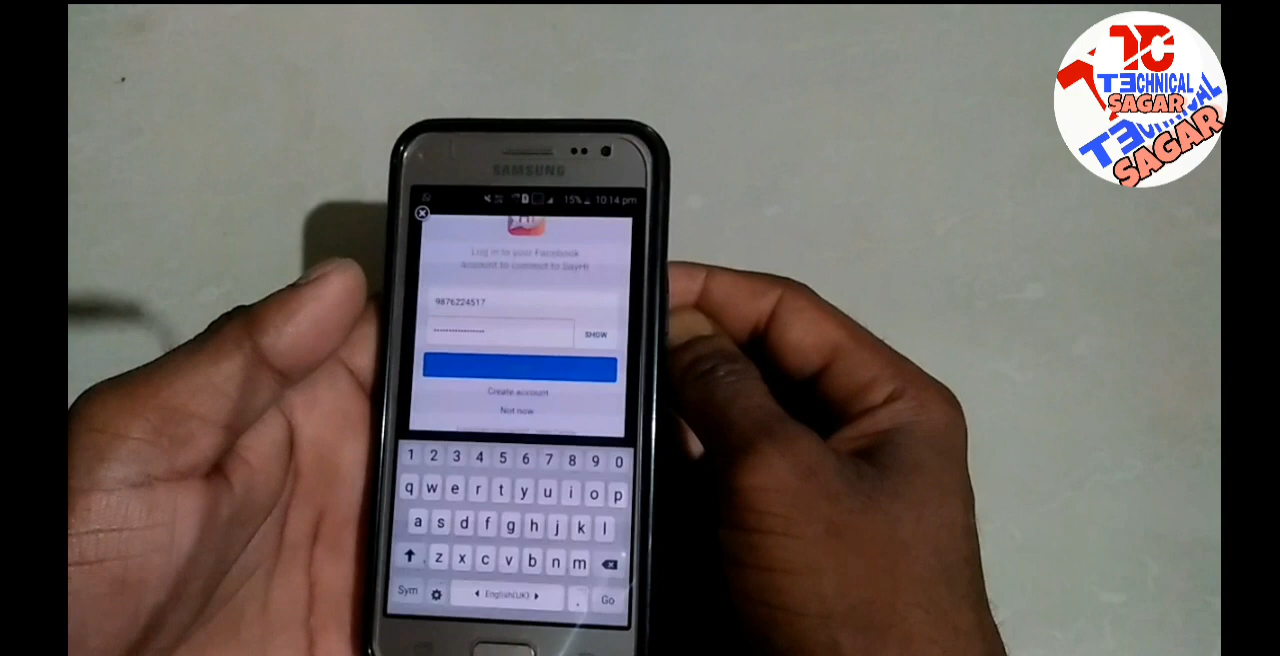 TC
TECHNICAL
SAGAR
TECHNICAL
SAGAR
SAMSUNG
15% 10:14 pm
Hi
Log in to your Facebook
account to connect to SayHi
9876224517
SHOW
Create account
Not now
1 2 3 4 5 6 7 8 9 0
q w e r t y u i o p
a s d f g h j k l
z x c v b n m
Sym English(UK) . Go